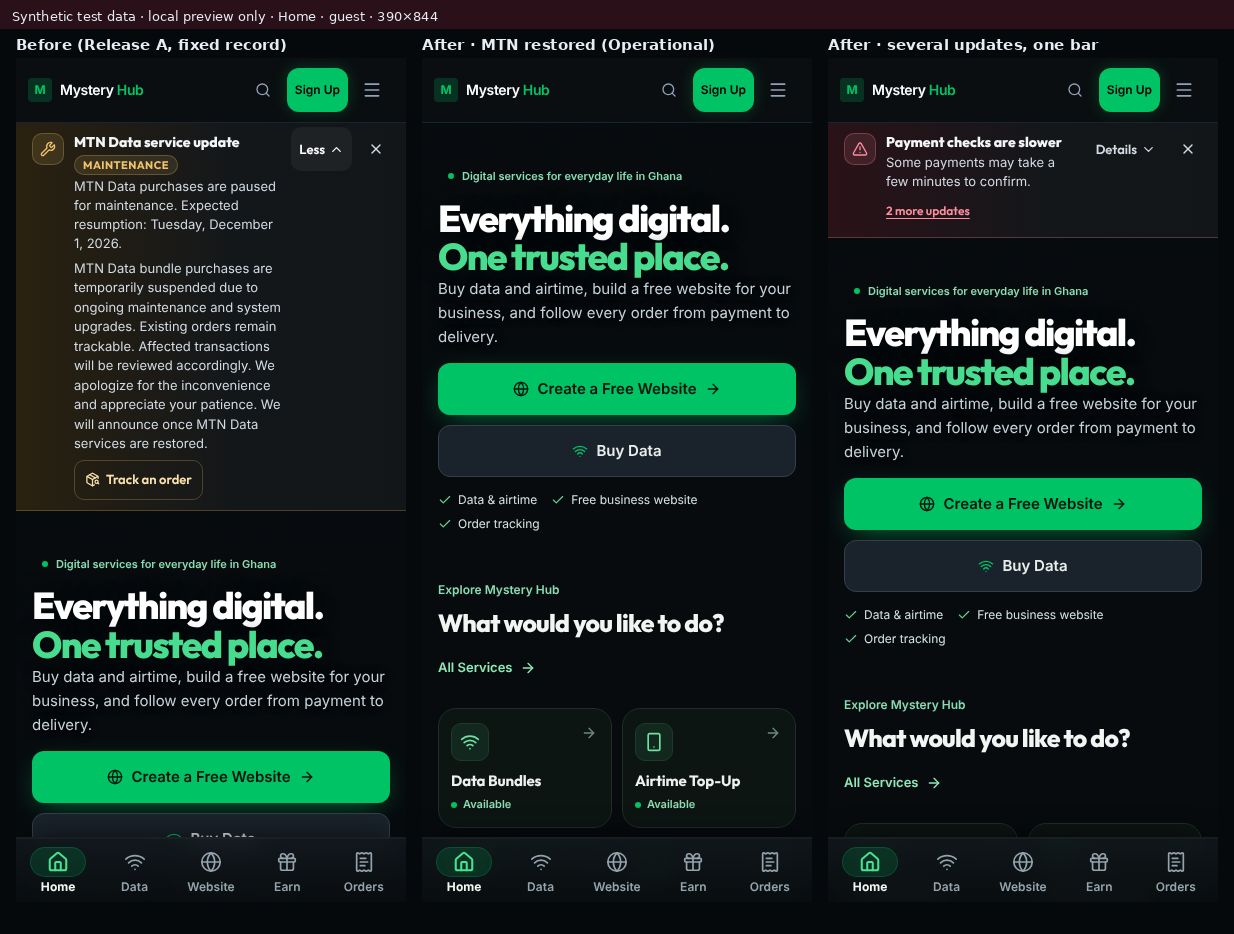 Synthetic test data · local preview only · Home · guest · 390×844
Before (Release A, fixed record)
M Mystery Hub
Sign Up
MTN Data service update
MAINTENANCE
Less
MTN Data purchases are paused
for maintenance. Expected
resumption: Tuesday, December
1, 2026.
MTN Data bundle purchases are
temporarily suspended due to
ongoing maintenance and system
upgrades. Existing orders remain
trackable. Affected transactions
will be reviewed accordingly. We
apologize for the inconvenience
and appreciate your patience. We
will announce once MTN Data
services are restored.
Track an order
Digital services for everyday life in Ghana
Everything digital.
One trusted place.
Buy data and airtime, build a free website for your
business, and follow every order from payment to
delivery.
Create a Free Website
Buy Data
Home Data Website Earn Orders
After · MTN restored (Operational)
M Mystery Hub
Sign Up
Digital services for everyday life in Ghana
Everything digital.
One trusted place.
Buy data and airtime, build a free website for your
business, and follow every order from payment to
delivery.
Create a Free Website
Buy Data
Data & airtime Free business website
Order tracking
Explore Mystery Hub
What would you like to do?
All Services
Data Bundles
Available
Airtime Top-Up
Available
Home Data Website Earn Orders
After · several updates, one bar
M Mystery Hub
Sign Up
Payment checks are slower
Details
Some payments may take a
few minutes to confirm.
2 more updates
Digital services for everyday life in Ghana
Everything digital.
One trusted place.
Buy data and airtime, build a free website for your
business, and follow every order from payment to
delivery.
Create a Free Website
Buy Data
Data & airtime Free business website
Order tracking
Explore Mystery Hub
What would you like to do?
All Services
Home Data Website Earn Orders